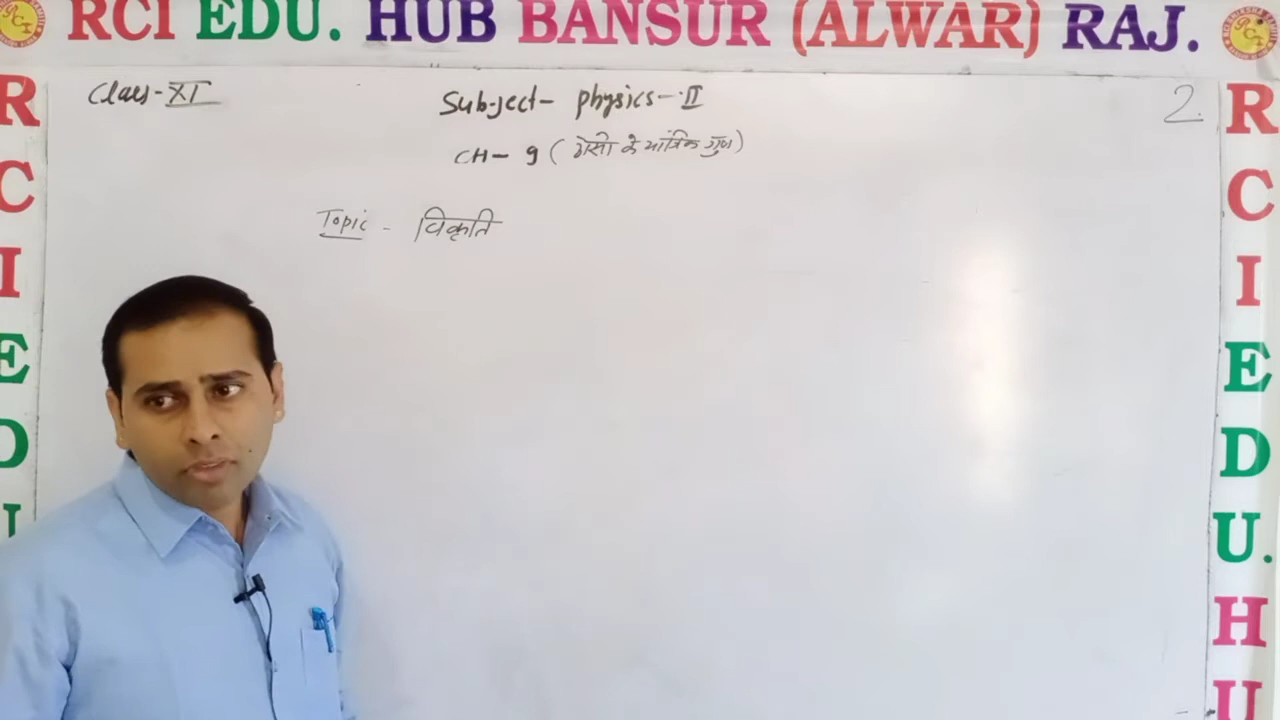 RCI EDU. HUB BANSUR (ALWAR) RAJ.
Class-XI
Subject- physics-II
2.
CH- 9 (ठोसो के यांत्रिक गुण)
Topic - विकृति
R
C
I
E
D
U
R
C
I
E
D
U.
H
U